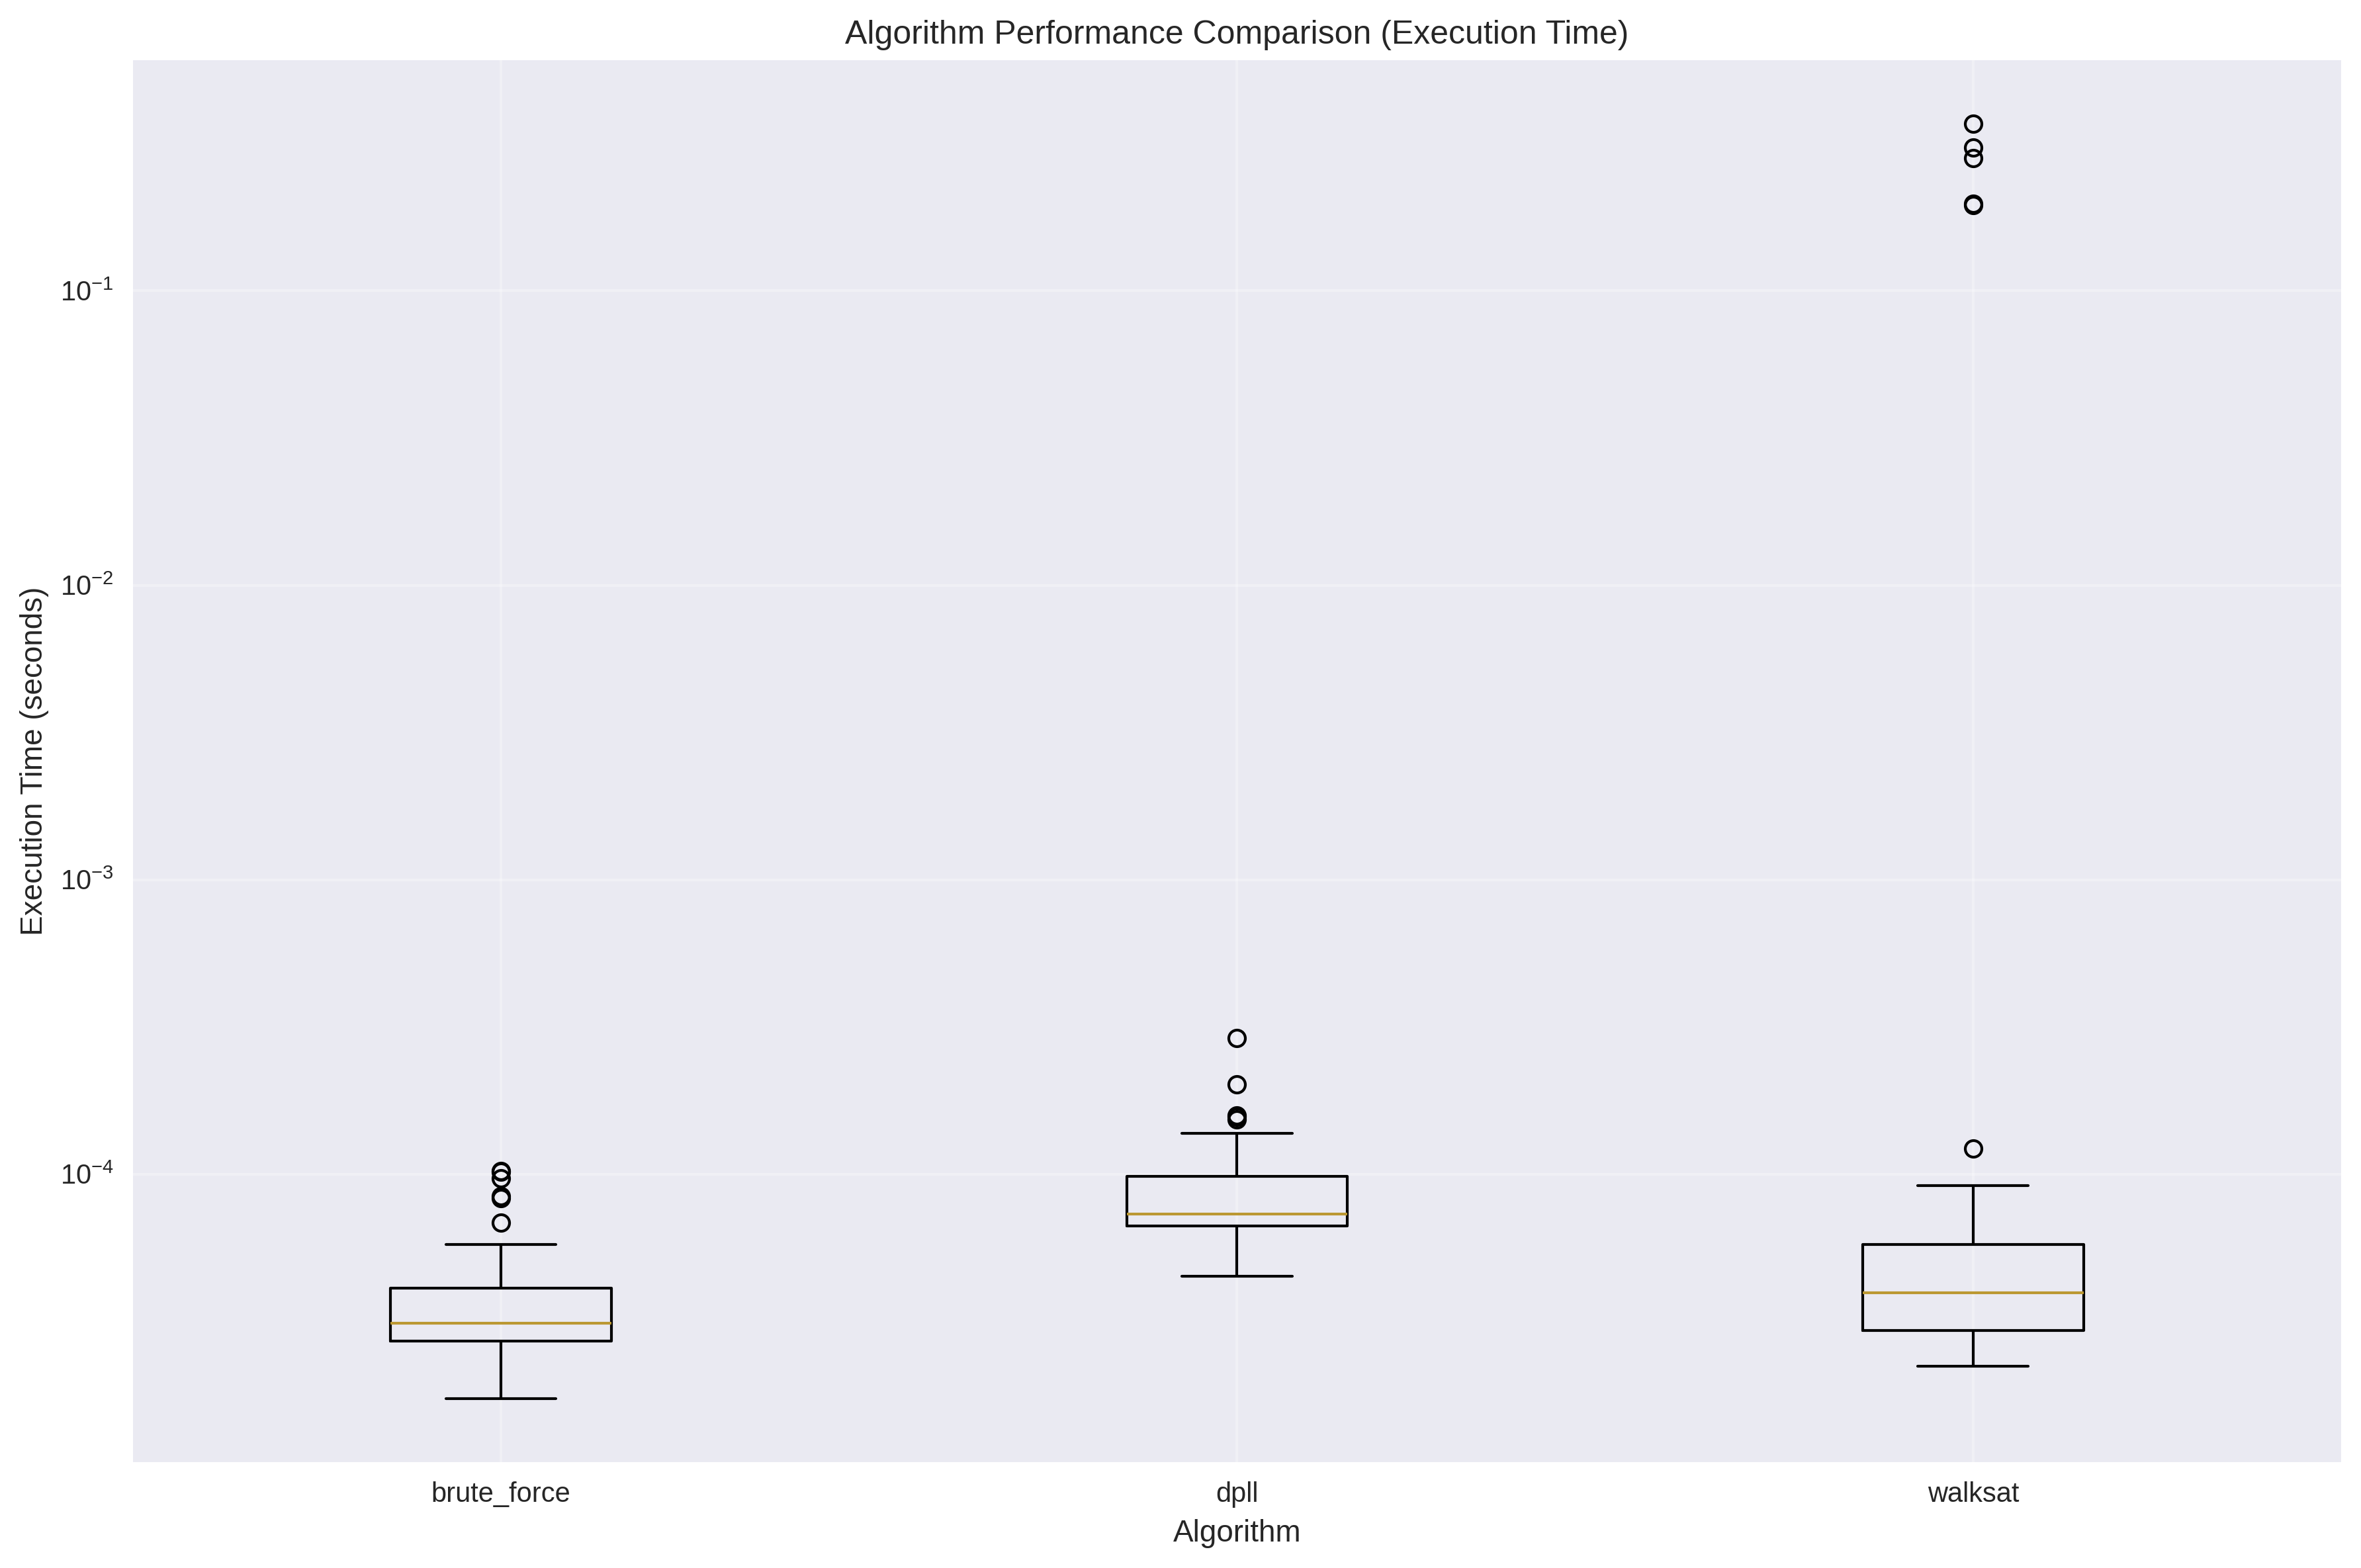 Algorithm Performance Comparison (Execution Time)
Execution Time (seconds)
10⁻¹
10⁻²
10⁻³
10⁻⁴
brute_force
dpll
walksat
Algorithm